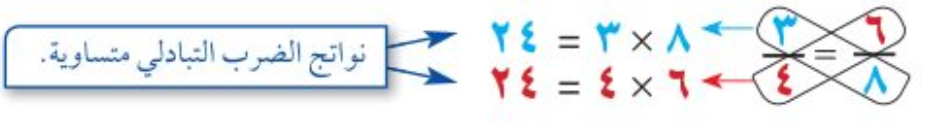 ٦/٨ = ٣/٤
٨ × ٣ = ٢٤
٦ × ٤ = ٢٤
نواتج الضرب التبادلي متساوية.